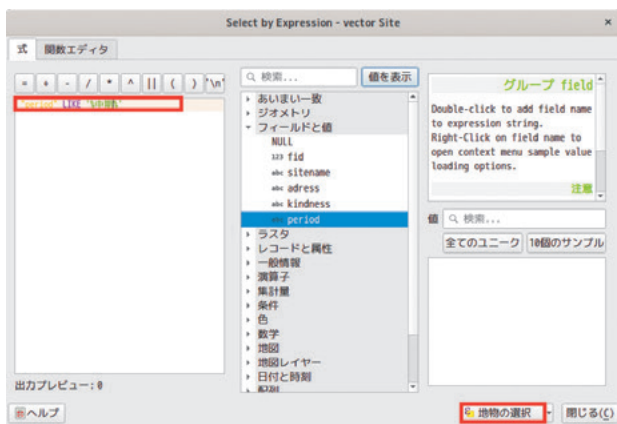 Select by Expression - vector Site
×
式 関数エディタ
= + - / * ^ || ( ) '\n'
"period" LIKE
検索...
値を表示
あいまい一致
ジオメトリ
フィールドと値
NULL
123 fid
abc sitename
abc adress
abc kindness
abc period
ラスタ
レコードと属性
一般情報
演算子
集計量
条件
色
数学
地図
地図レイヤー
日付と時刻
配列
グループ field
Double-click to add field name
to expression string.
Right-Click on field name to
open context menu sample value
loading options.
注意
値 検索...
全てのユニーク 10個のサンプル
出力プレビュー: 0
ヘルプ
地物の選択
閉じる(C)